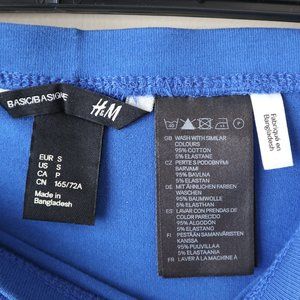 BASIC/BASIQUE
H&M
EUR S
US S
CA P
CN 165/72A
Made in
Bangladesh
GB WASH WITH SIMILAR
COLOURS
95% COTTON
5% ELASTANE
CZ PERTE S PODOBNÝMI
BARVAMI
95% BAVLNA
5% ELASTAN
DE MIT ÄHNLICHEN FARBEN
WASCHEN
95% BAUMWOLLE
5% ELASTAN
ES LAVAR CON PRENDAS DE
COLOR PARECIDO
95% ALGODÓN
5% ELASTANO
FI PESTÄÄN SAMANVÄRISTEN
KANSSA
95% PUUVILLAA
5% ELASTAANIA
FR LAVER À LA MACHINE À
Fabriqué en
Bangladesh